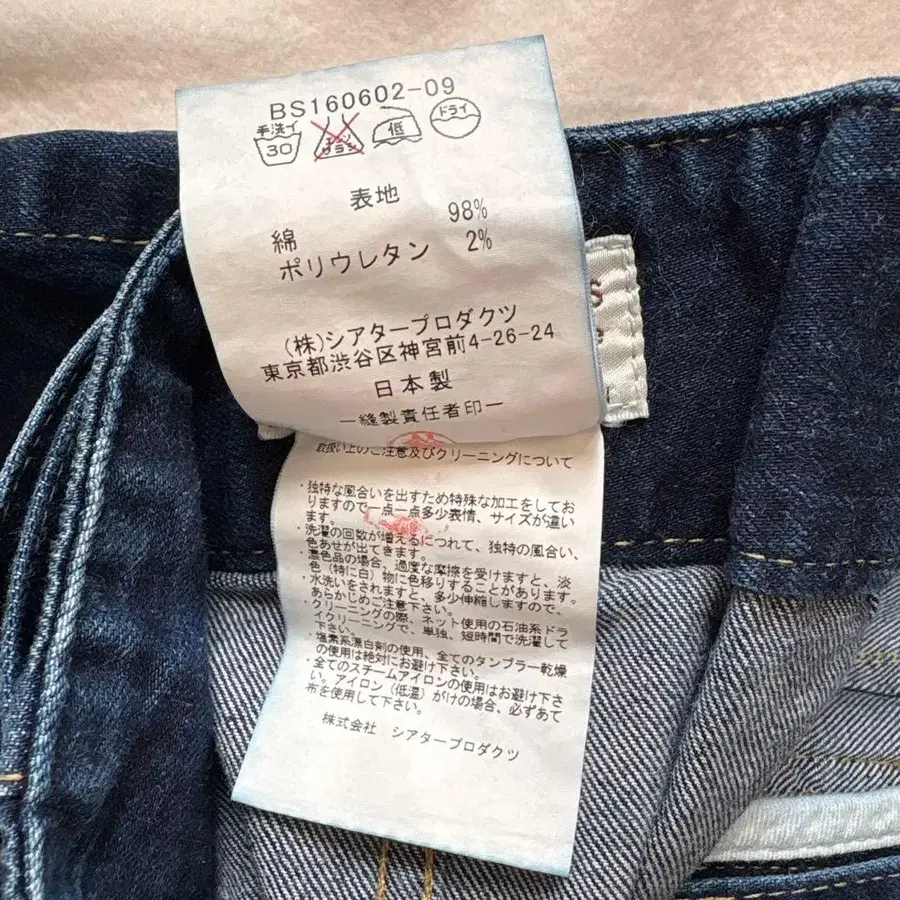 BS160602-09
手洗イ 30 エンソサラシ 低 ドライ
表地
綿 98%
ポリウレタン 2%
(株)シアタープロダクツ
東京都渋谷区神宮前4-26-24
日本製
―縫製責任者印―
取扱い上のご注意及びクリーニングについて
・独特な風合いを出すため特殊な加工をしてお
りますので一点一点多少表情、サイズが違い
ます。
・洗濯の回数が増えるにつれて、独特の風合い、
色あせが出てきます。
・濃色品の場合、過度な摩擦を受けますと、淡
色(特に白)物に色移りすることがあります。
・水洗いをされますと、多少伸縮しますので、
あらかじめご注意下さい。
・クリーニングの際、ネット使用の石油系ドラ
イクリーニングで、単独、短時間で洗濯して
下さい。
・塩素系漂白剤の使用、全てのタンブラー乾燥
の使用は絶対にお避け下さい。
・全てのスチームアイロンの使用はお避け下さ
い。アイロン(低温)がけの場合、必ずあて
布を使用して下さい。
株式会社 シアタープロダクツ
S